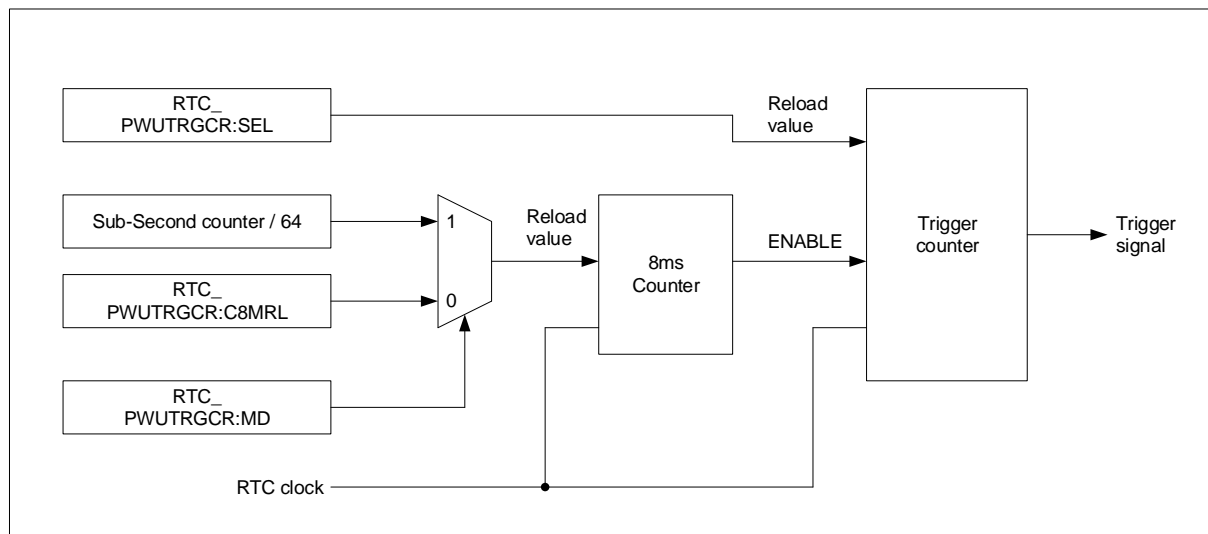 RTC_
PWUTRGCR:SEL
Reload
value
Sub-Second counter / 64
1
Reload
value
RTC_
PWUTRGCR:C8MRL
0
8ms
Counter
ENABLE
Trigger
counter
Trigger
signal
RTC_
PWUTRGCR:MD
RTC clock